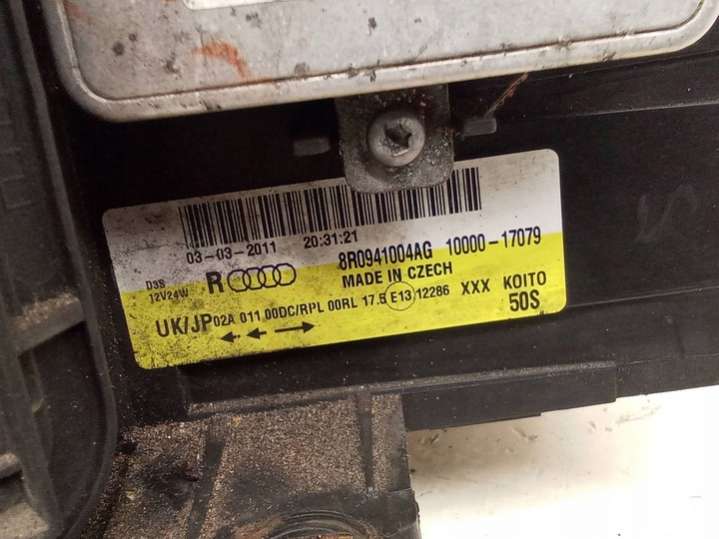 03-03-2011 20:31:21
8R0941004AG 10000-17079
D3S
12V24W
R
MADE IN CZECH
UK/JP 02A 011 00DC/RPL 00RL 17.5 E13 12286 XXX KOITO
50S